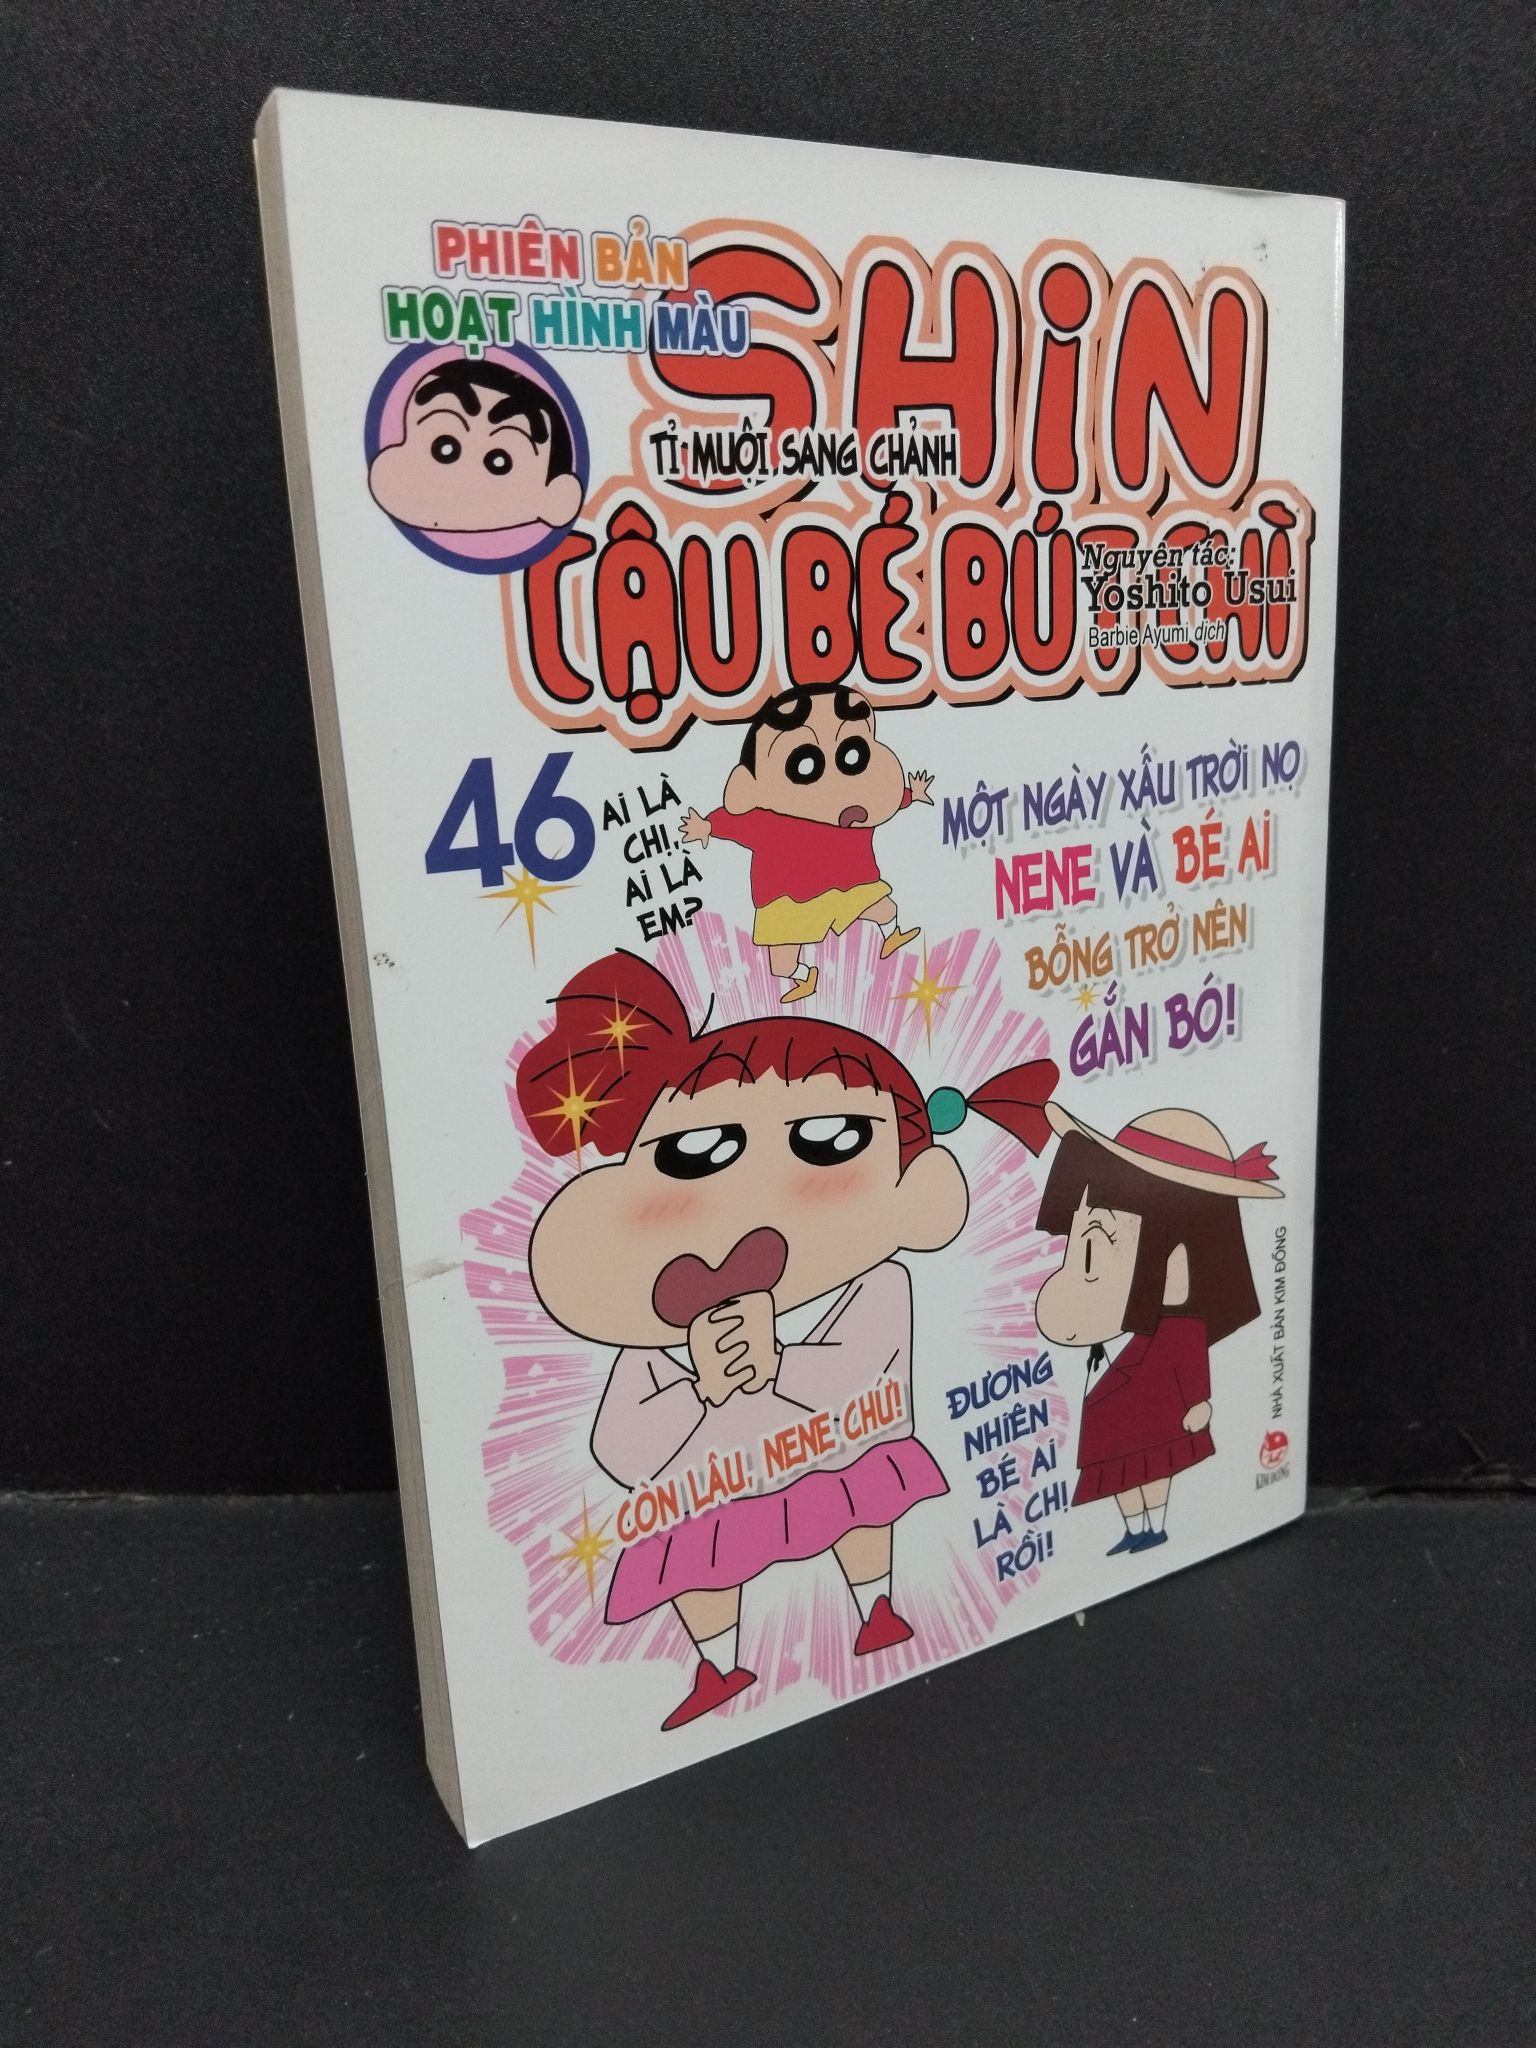 PHIÊN BẢN
HOẠT HÌNH MÀU
SHIN
TỈ MUỘI SANG CHẢNH
CẬU BÉ BÚT CHÌ
Nguyên tác:
Yoshito Usui
Barbie Ayumi dịch
46
Ai LÀ
CHỊ,
Ai LÀ
EM?
MỘT NGÀY XẤU TRỜI NỌ
NENE VÀ BÉ Ai
BỖNG TRỞ NÊN
GẮN BÓ!
CÒN LÂU, NENE CHỨ!
ĐƯƠNG
NHIÊN
BÉ Ai
LÀ CHỊ
RỒI!
NHÀ XUẤT BẢN KIM ĐỒNG
KIM ĐỒNG